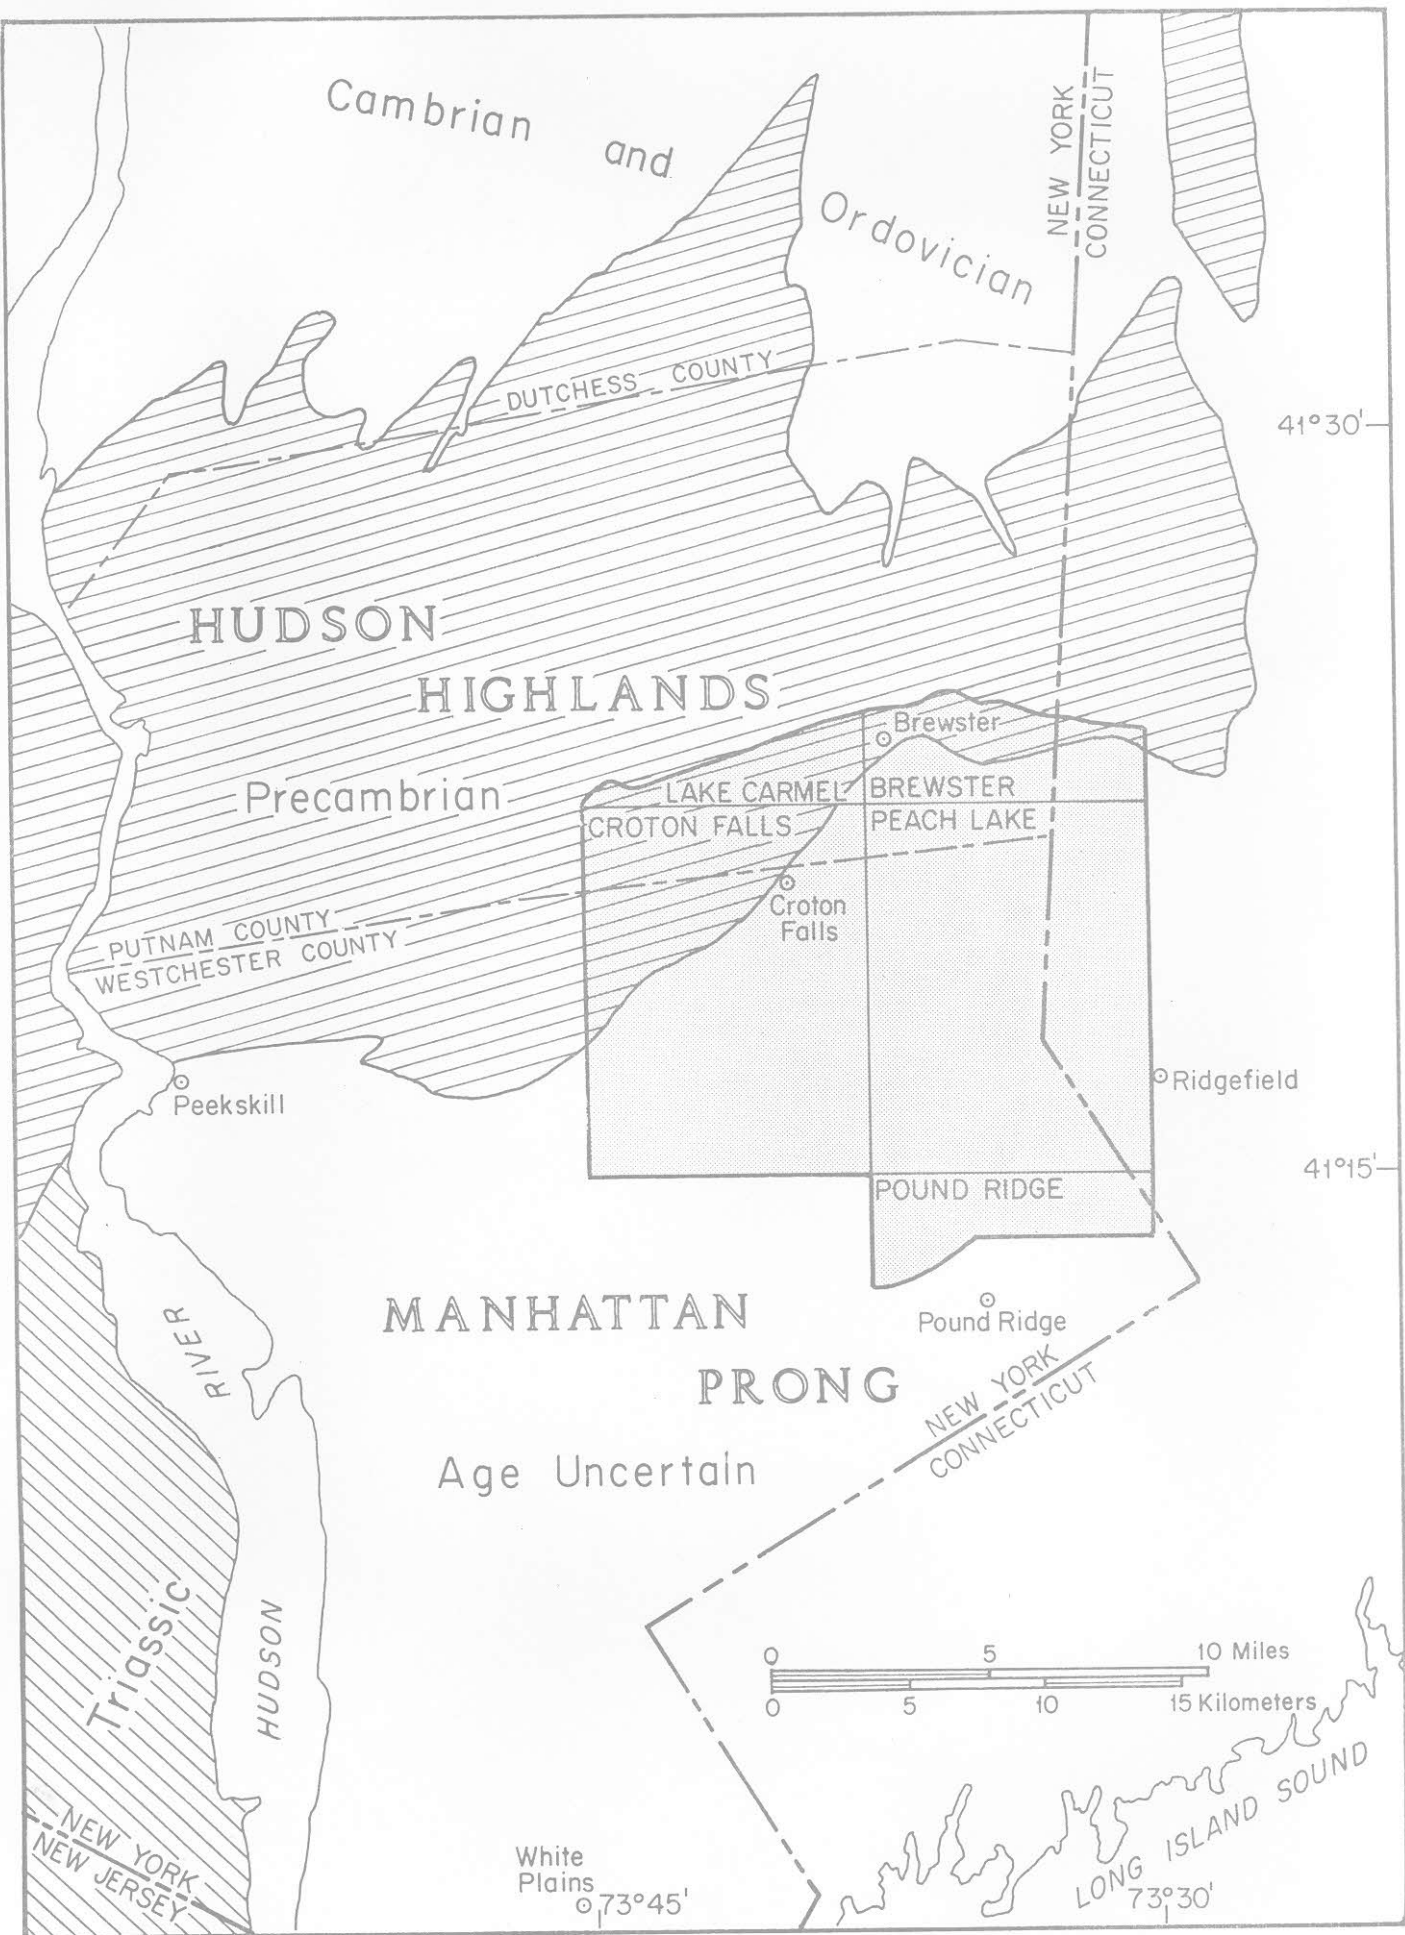 Cambrian and
Ordovician
NEW YORK
CONNECTICUT
DUTCHESS COUNTY
41°30'
HUDSON
HIGHLANDS
Precambrian
Brewster
LAKE CARMEL
BREWSTER
CROTON FALLS
PEACH LAKE
Croton
Falls
PUTNAM COUNTY
WESTCHESTER COUNTY
Peekskill
Ridgefield
41°15'
POUND RIDGE
MANHATTAN
PRONG
Pound Ridge
NEW YORK
CONNECTICUT
Age Uncertain
HUDSON RIVER
Triassic
0 5 10 Miles
0 5 10 15 Kilometers
LONG ISLAND SOUND
NEW YORK
NEW JERSEY
White
Plains
73°45'
73°30'